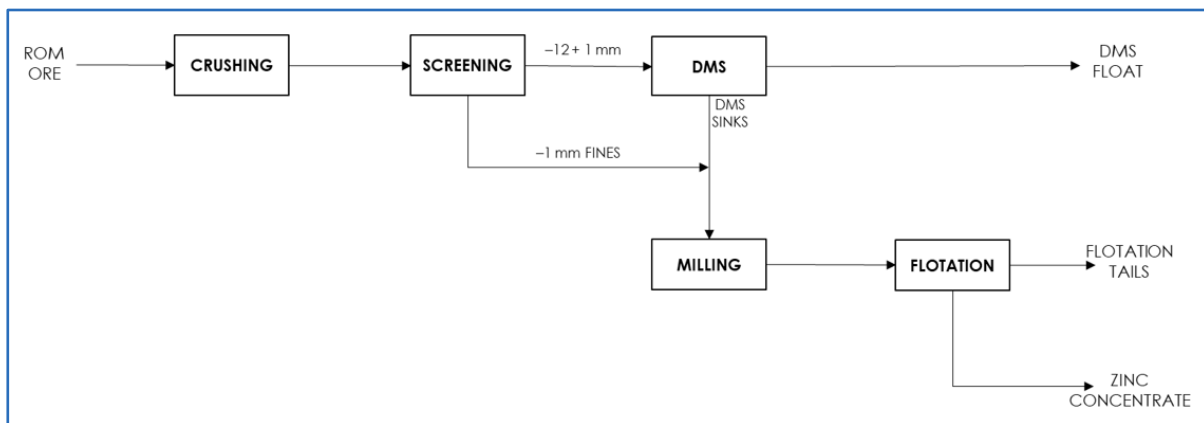 ROM
ORE
CRUSHING
SCREENING
–12+ 1 mm
DMS
DMS
FLOAT
DMS
SINKS
–1 mm FINES
MILLING
FLOTATION
FLOTATION
TAILS
ZINC
CONCENTRATE